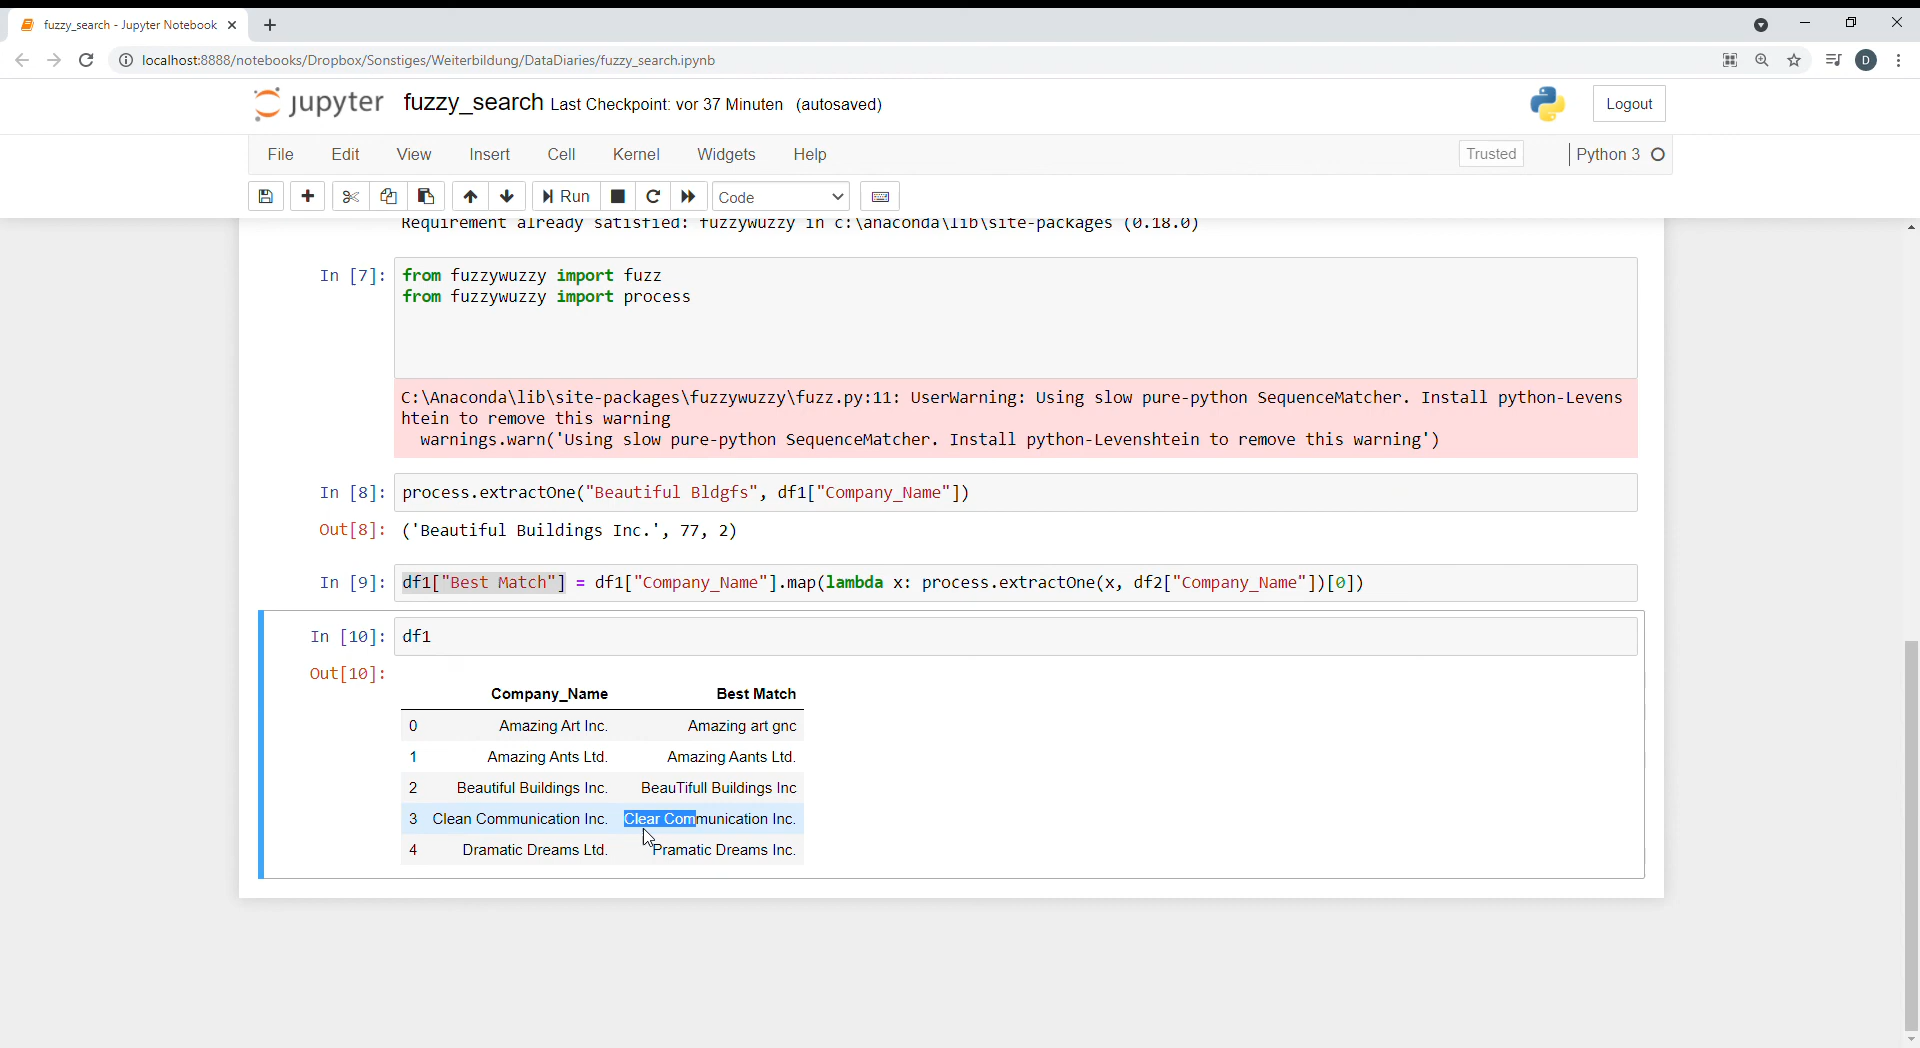 fuzzy_search - Jupyter Notebook
localhost:8888/notebooks/Dropbox/Sonstiges/Weiterbildung/DataDiaries/fuzzy_search.ipynb
D
jupyter fuzzy_search Last Checkpoint: vor 37 Minuten (autosaved)
Logout
File Edit View Insert Cell Kernel Widgets Help
Trusted
Python 3
Run
Code
Requirement already satisfied: fuzzywuzzy in c:\anaconda\lib\site-packages (0.18.0)
In [7]: from fuzzywuzzy import fuzz
from fuzzywuzzy import process
C:\Anaconda\lib\site-packages\fuzzywuzzy\fuzz.py:11: UserWarning: Using slow pure-python SequenceMatcher. Install python-Levens
htein to remove this warning
warnings.warn('Using slow pure-python SequenceMatcher. Install python-Levenshtein to remove this warning')
In [8]: process.extractOne("Beautiful Bldgfs", df1["Company_Name"])
Out[8]: ('Beautiful Buildings Inc.', 77, 2)
In [9]: df1["Best Match"] = df1["Company_Name"].map(lambda x: process.extractOne(x, df2["Company_Name"])[0])
In [10]: df1
Out[10]:
Company_Name Best Match
0 Amazing Art Inc. Amazing art gnc
1 Amazing Ants Ltd. Amazing Aants Ltd.
2 Beautiful Buildings Inc. BeauTifull Buildings Inc
3 Clean Communication Inc. Clear Communication Inc.
4 Dramatic Dreams Ltd. Pramatic Dreams Inc.